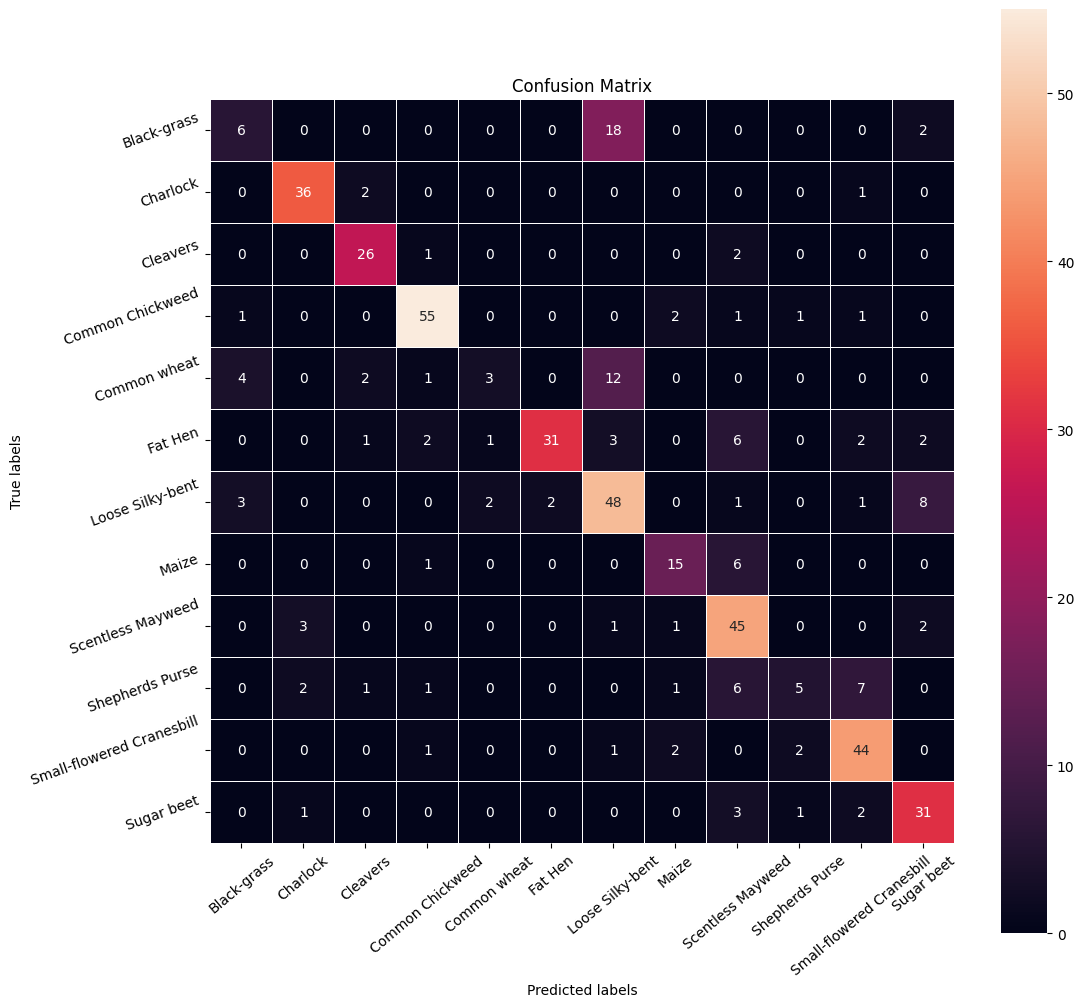 Confusion Matrix
Black-grass 6 0 0 0 0 0 18 0 0 0 0 2
Charlock 0 36 2 0 0 0 0 0 0 0 1 0
Cleavers 0 0 26 1 0 0 0 0 2 0 0 0
Common Chickweed 1 0 0 55 0 0 0 2 1 1 1 0
Common wheat 4 0 2 1 3 0 12 0 0 0 0 0
Fat Hen 0 0 1 2 1 31 3 0 6 0 2 2
Loose Silky-bent 3 0 0 0 2 2 48 0 1 0 1 8
Maize 0 0 0 1 0 0 0 15 6 0 0 0
Scentless Mayweed 0 3 0 0 0 0 1 1 45 0 0 2
Shepherds Purse 0 2 1 1 0 0 0 1 6 5 7 0
Small-flowered Cranesbill 0 0 0 1 0 0 1 2 0 2 44 0
Sugar beet 0 1 0 0 0 0 0 0 3 1 2 31
True labels
Black-grass
Charlock
Cleavers
Common Chickweed
Common wheat
Fat Hen
Loose Silky-bent
Maize
Scentless Mayweed
Shepherds Purse
Small-flowered Cranesbill
Sugar beet
Predicted labels
50
40
30
20
10
0